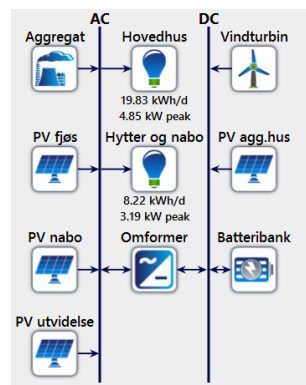 AC DC
Aggregat Hovedhus Vindturbin
19.83 kWh/d
4.85 kW peak
PV fjøs Hytter og nabo PV agg.hus
8.22 kWh/d
3.19 kW peak
PV nabo Omformer Batteribank
PV utvidelse